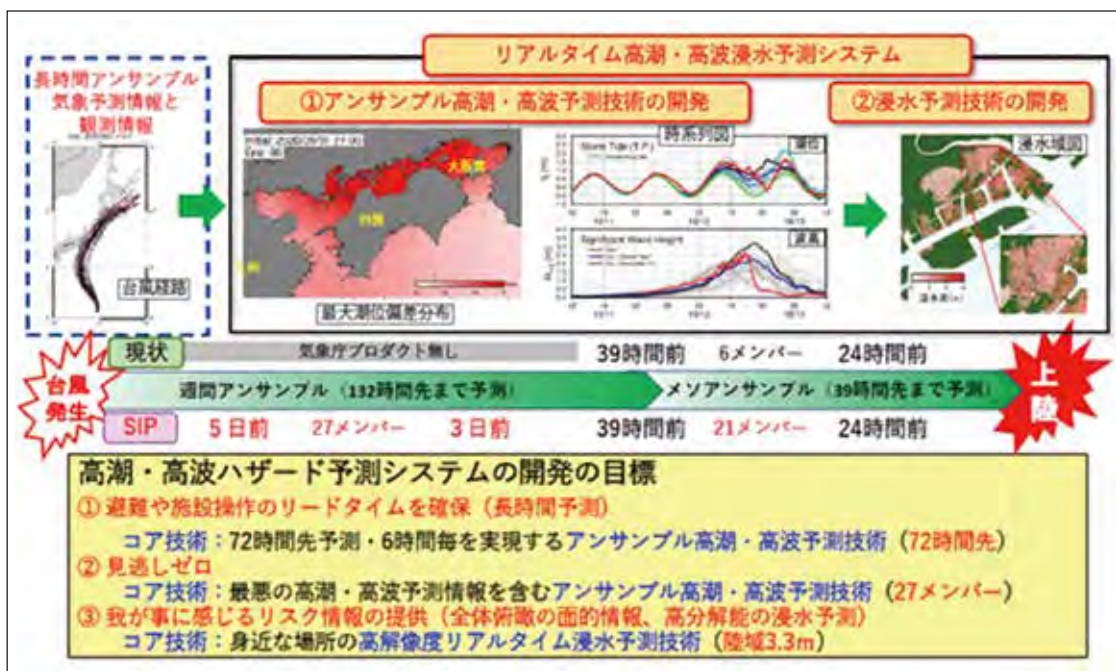 リアルタイム高潮・高波浸水予測システム
長時間アンサンブル
気象予測情報と
観測情報
台風経路
①アンサンブル高潮・高波予測技術の開発
大阪湾
四国
九州
最大潮位偏差分布
時系列図
Storm Tide (T.P.)
潮位
Significant Wave Height
波高
②浸水予測技術の開発
浸水域図
浸水深(m)
現状
気象庁プロダクト無し
39時間前
6メンバー
24時間前
台風
発生
週間アンサンブル（132時間先まで予測）
メソアンサンブル（39時間先まで予測）
上
陸
SIP
5日前
27メンバー
3日前
39時間前
21メンバー
24時間前
高潮・高波ハザード予測システムの開発の目標
① 避難や施設操作のリードタイムを確保（長時間予測）
コア技術：72時間先予測・6時間毎を実現するアンサンブル高潮・高波予測技術（72時間先）
② 見逃しゼロ
コア技術：最悪の高潮・高波予測情報を含むアンサンブル高潮・高波予測技術（27メンバー）
③ 我が事に感じるリスク情報の提供（全体俯瞰の面的情報、高分解能の浸水予測）
コア技術：身近な場所の高解像度リアルタイム浸水予測技術（陸域3.3m）